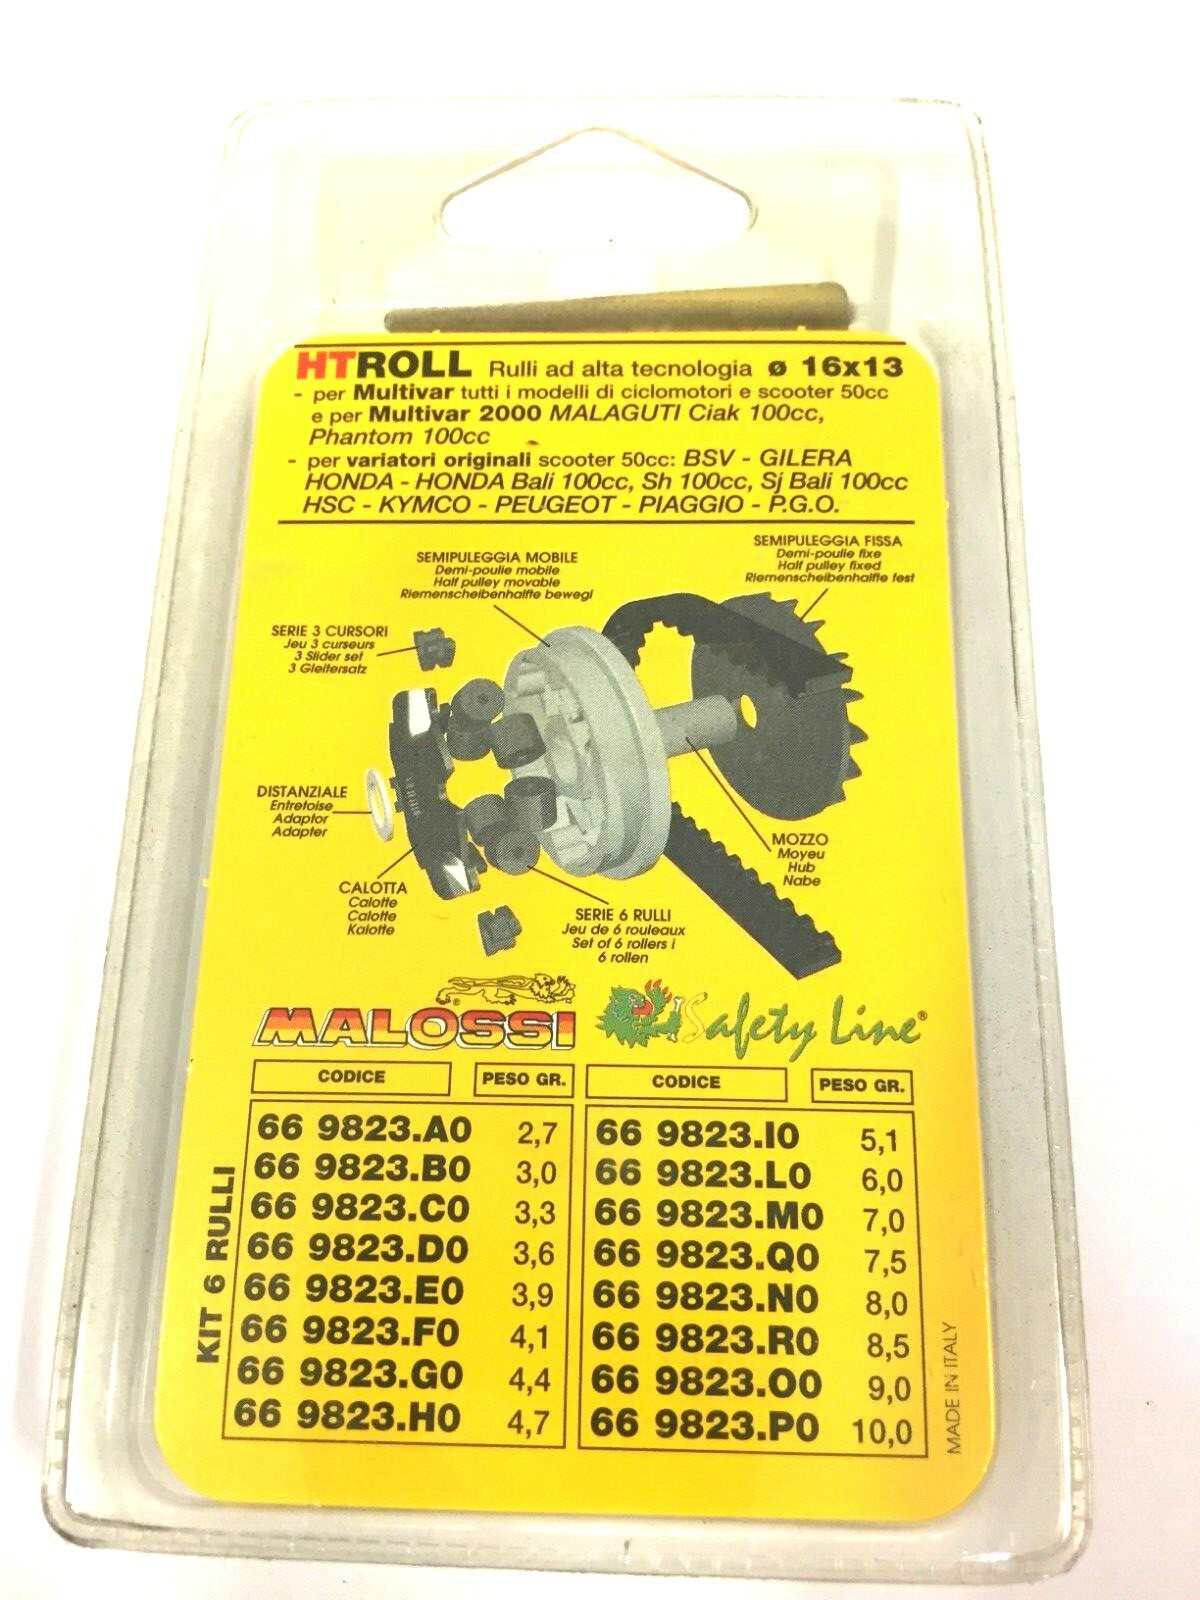 HTROLL Rulli ad alta tecnologia ø 16x13
- per Multivar tutti i modelli di ciclomotori e scooter 50cc
e per Multivar 2000 MALAGUTI Ciak 100cc,
Phantom 100cc
- per variatori originali scooter 50cc: BSV - GILERA
HONDA - HONDA Bali 100cc, Sh 100cc, Sj Bali 100cc
HSC - KYMCO - PEUGEOT - PIAGGIO - P.G.O.
SEMIPULEGGIA FISSA
Demi-poulie fixe
Half pulley fixed
Riemenscheibenhalfte fest
SEMIPULEGGIA MOBILE
Demi-poulie mobile
Half pulley movable
Riemenscheibenhalfte bewegl
SERIE 3 CURSORI
Jeu 3 curseurs
3 Slider set
3 Gleitersatz
DISTANZIALE
Entretoise
Adaptor
Adapter
MOZZO
Moyeu
Hub
Nabe
CALOTTA
Calotte
Calotte
Kalotte
SERIE 6 RULLI
Jeu de 6 rouleaux
Set of 6 rollers i
6 rollen
MALOSSI ®
Safety Line®
CODICE PESO GR. CODICE PESO GR.
KIT 6 RULLI
66 9823.A0 2,7 66 9823.I0 5,1
66 9823.B0 3,0 66 9823.L0 6,0
66 9823.C0 3,3 66 9823.M0 7,0
66 9823.D0 3,6 66 9823.Q0 7,5
66 9823.E0 3,9 66 9823.N0 8,0
66 9823.F0 4,1 66 9823.R0 8,5
66 9823.G0 4,4 66 9823.O0 9,0
66 9823.H0 4,7 66 9823.P0 10,0
MADE IN ITALY